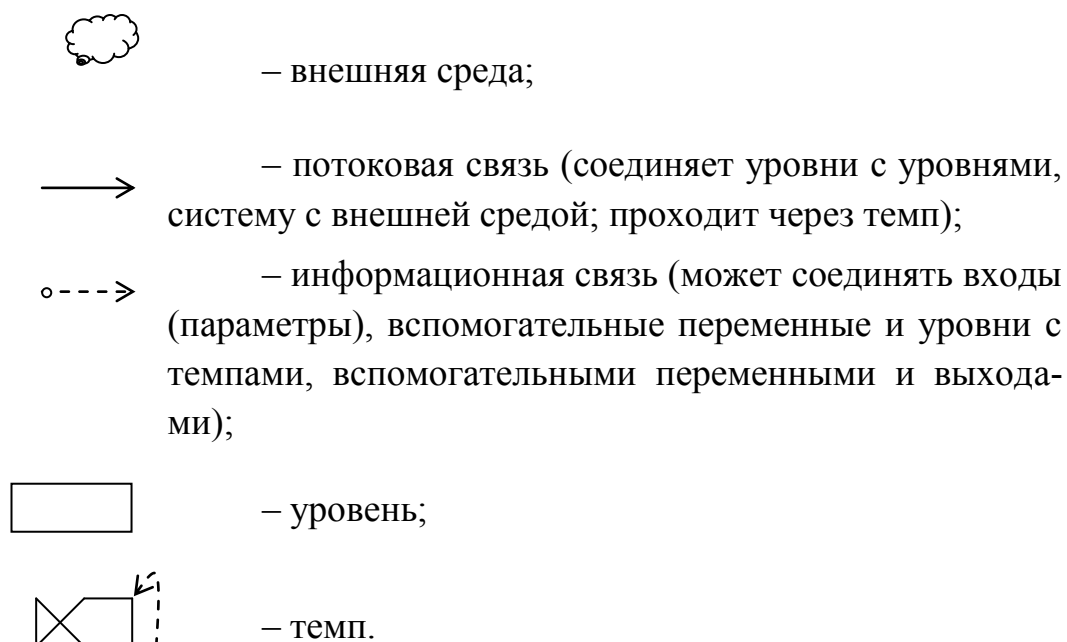 – внешняя среда;
– потоковая связь (соединяет уровни с уровнями,
систему с внешней средой; проходит через темп);
– информационная связь (может соединять входы
(параметры), вспомогательные переменные и уровни с
темпами, вспомогательными переменными и выхода-
ми);
– уровень;
– темп.